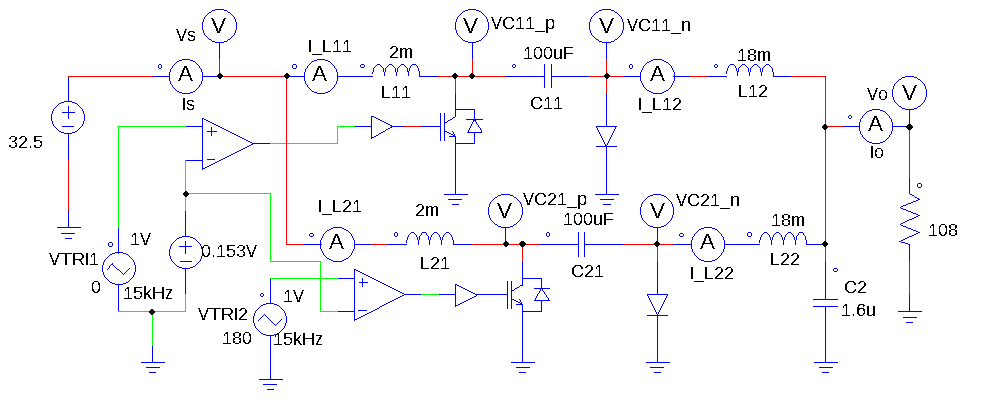 Vs
V
V
VC11_p
V
VC11_n
I_L11
2m
100uF
18m
A
Is
A
L11
C11
A
I_L12
L12
Vo
V
A
Io
32.5
VC21_p
VC21_n
I_L21
2m
V
100uF
V
18m
A
L21
C21
A
I_L22
L22
108
1V
VTRI1
0
15kHz
0.153V
1V
VTRI2
180
15kHz
C2
1.6u